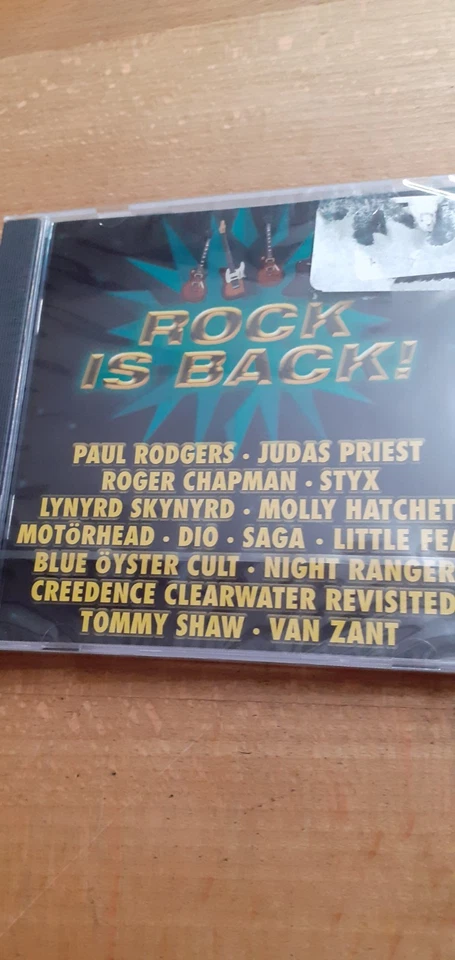 ROCK
IS BACK!
PAUL RODGERS · JUDAS PRIEST
ROGER CHAPMAN · STYX
LYNYRD SKYNYRD · MOLLY HATCHET
MOTÖRHEAD · DIO · SAGA · LITTLE FEA
BLUE ÖYSTER CULT · NIGHT RANGER
CREEDENCE CLEARWATER REVISITED
TOMMY SHAW · VAN ZANT